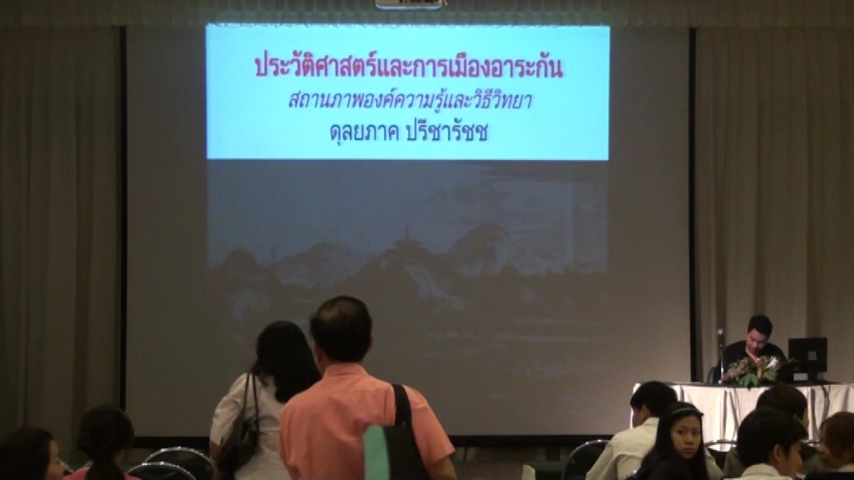 ประวัติศาสตร์และการเมืองอาระกัน
สถานภาพองค์ความรู้และวิธีวิทยา
ดุลยภาค ปรีชารัชช